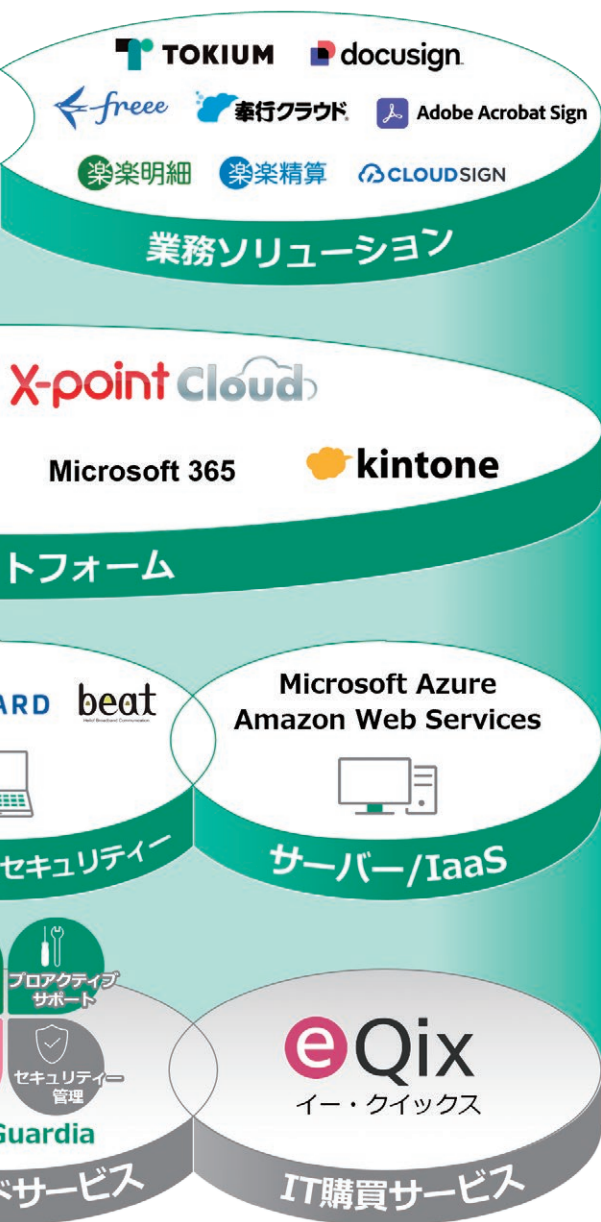 TOKIUM docusign
freee 奉行クラウド Adobe Acrobat Sign
楽楽明細 楽楽精算 CLOUDSIGN
業務ソリューション
X-point Cloud
Microsoft 365 kintone
トフォーム
ARD beat
Microsoft Azure
Amazon Web Services
セキュリティー
サーバー/IaaS
プロアクティブ
サポート
セキュリティー
管理
Guardia
eQix
イー・クイックス
ドサービス
IT購買サービス